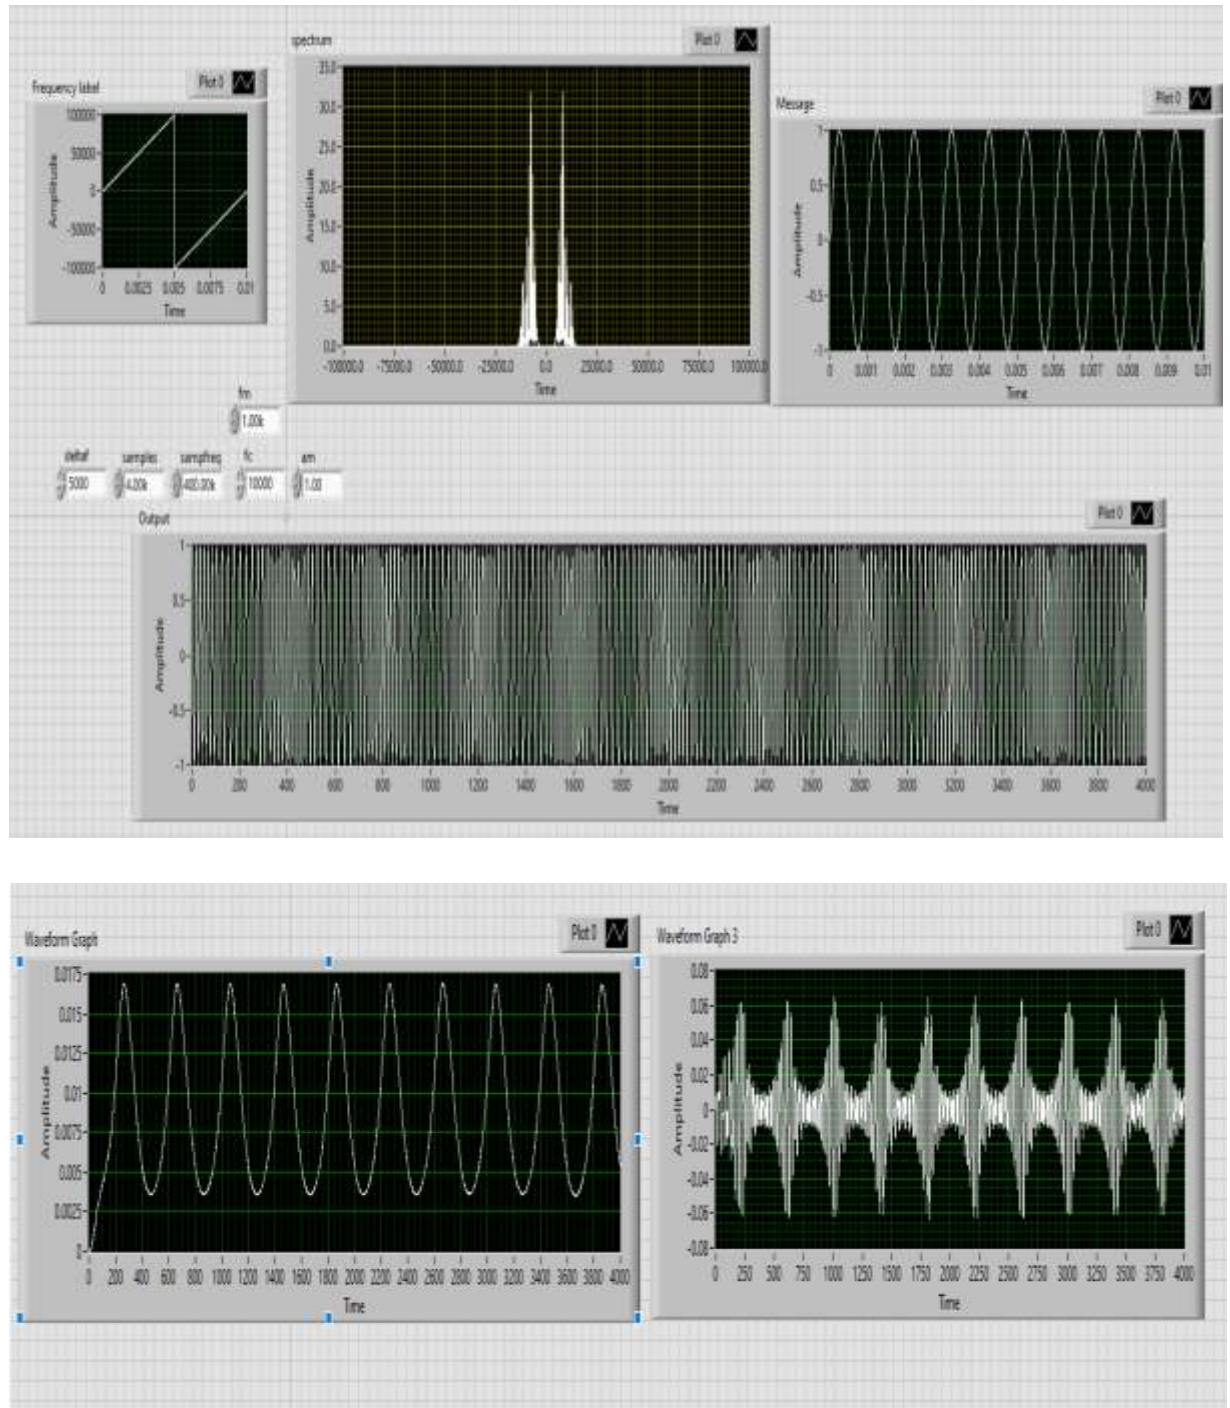 spectrum
Plot 0
Frequency label
Plot 0
Message
Plot 0
35.0
30.0
25.0
20.0
15.0
10.0
5.0
0.0
Amplitude
-100000.0 -75000.0 -50000.0 -25000.0 0.0 25000.0 50000.0 75000.0 100000.0
Time
100000
50000
0
-50000
-100000
Amplitude
0 0.0025 0.005 0.0075 0.01
Time
1
0.5
0
-0.5
-1
Amplitude
0 0.001 0.002 0.003 0.004 0.005 0.006 0.007 0.008 0.009 0.01
Time
fm
1.00k
deltaf samples sampfreq fc am
5000 4.00k 400.00k 10000 1.00
Output
Plot 0
1
0.5
0
-0.5
-1
Amplitude
0 200 400 600 800 1000 1200 1400 1600 1800 2000 2200 2400 2600 2800 3000 3200 3400 3600 3800 4000
Time
Waveform Graph
Plot 0
0.0175
0.015
0.0125
0.01
0.0075
0.005
0.0025
0
Amplitude
0 200 400 600 800 1000 1200 1400 1600 1800 2000 2200 2400 2600 2800 3000 3200 3400 3600 3800 4000
Time
Waveform Graph 3
Plot 0
0.08
0.06
0.04
0.02
0
-0.02
-0.04
-0.06
-0.08
Amplitude
0 250 500 750 1000 1250 1500 1750 2000 2250 2500 2750 3000 3250 3500 3750 4000
Time